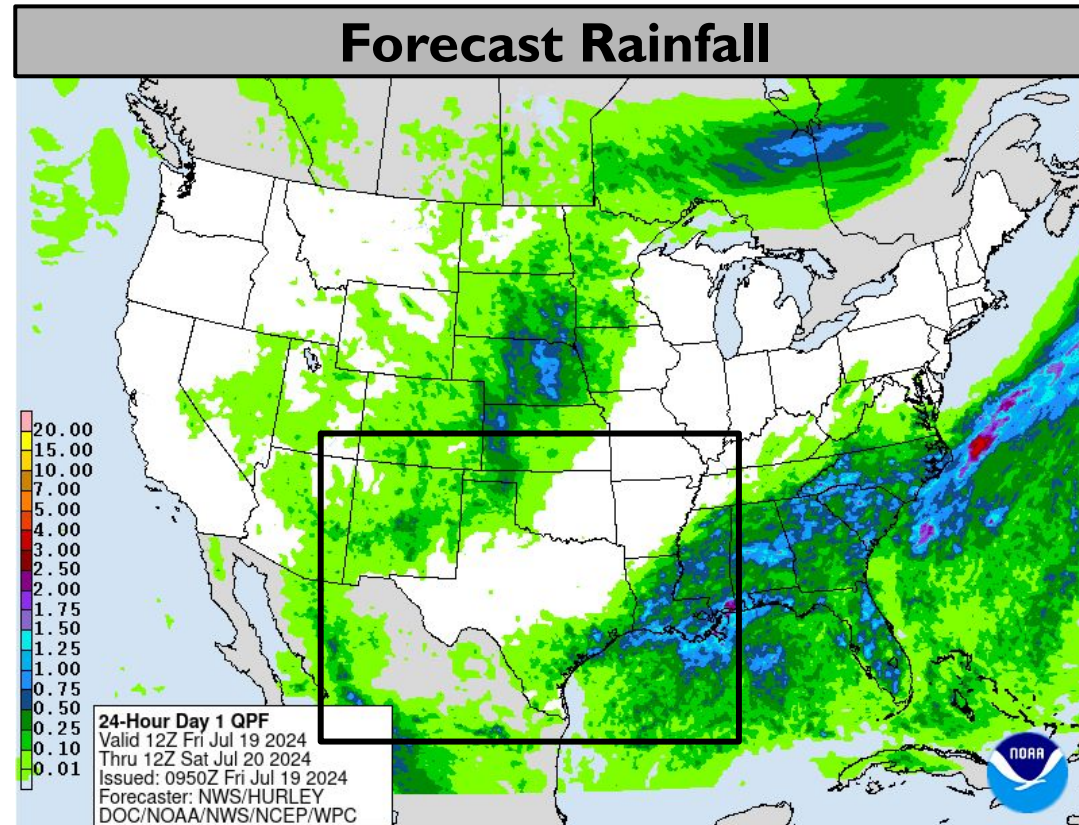 Forecast Rainfall
20.00
15.00
10.00
7.00
5.00
4.00
3.00
2.50
2.00
1.75
1.50
1.25
1.00
0.75
0.50
0.25
0.10
0.01
24-Hour Day 1 QPF
Valid 12Z Fri Jul 19 2024
Thru 12Z Sat Jul 20 2024
Issued: 0950Z Fri Jul 19 2024
Forecaster: NWS/HURLEY
DOC/NOAA/NWS/NCEP/WPC
NOAA